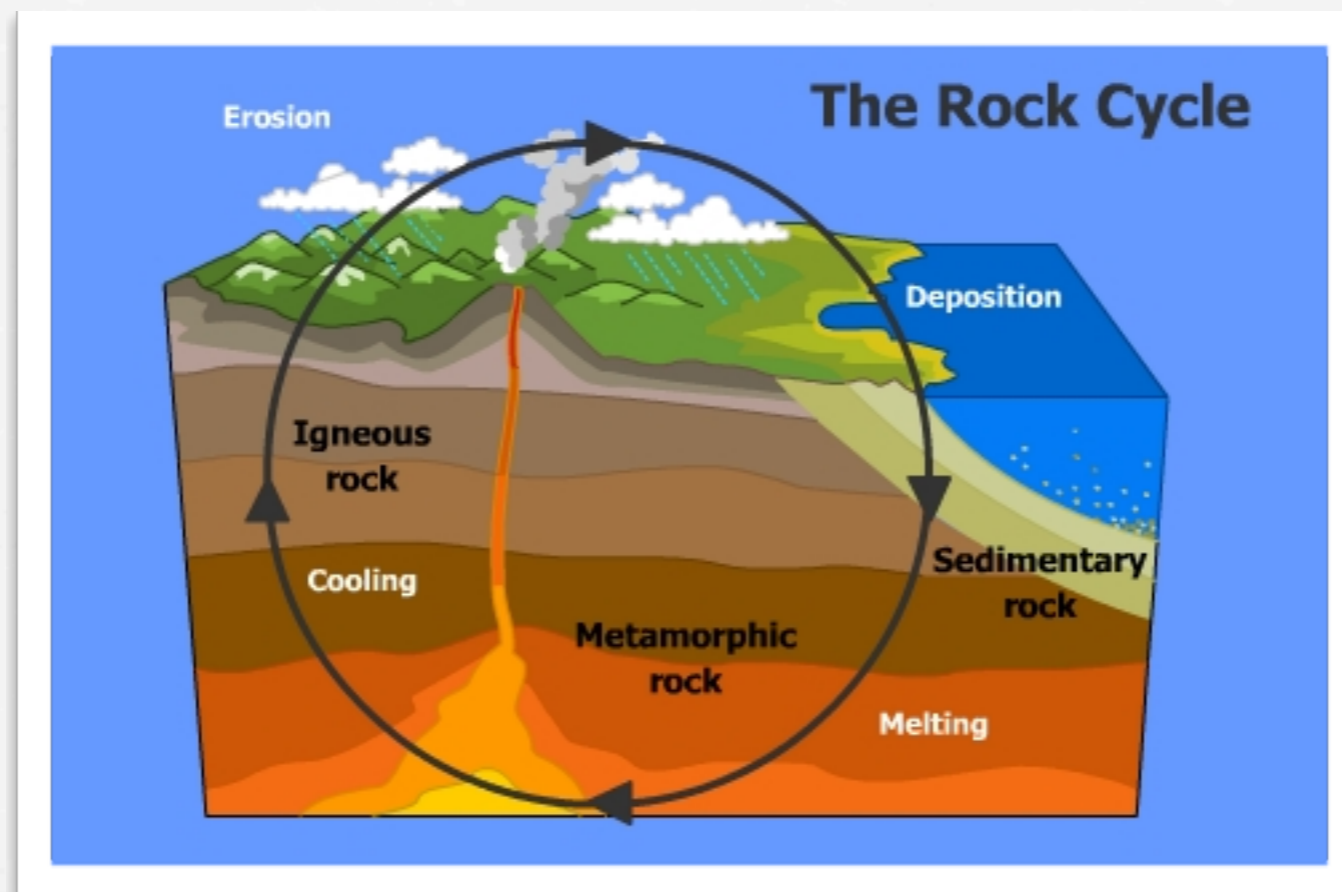 The Rock Cycle
Erosion
Deposition
Igneous
rock
Sedimentary
rock
Cooling
Metamorphic
rock
Melting